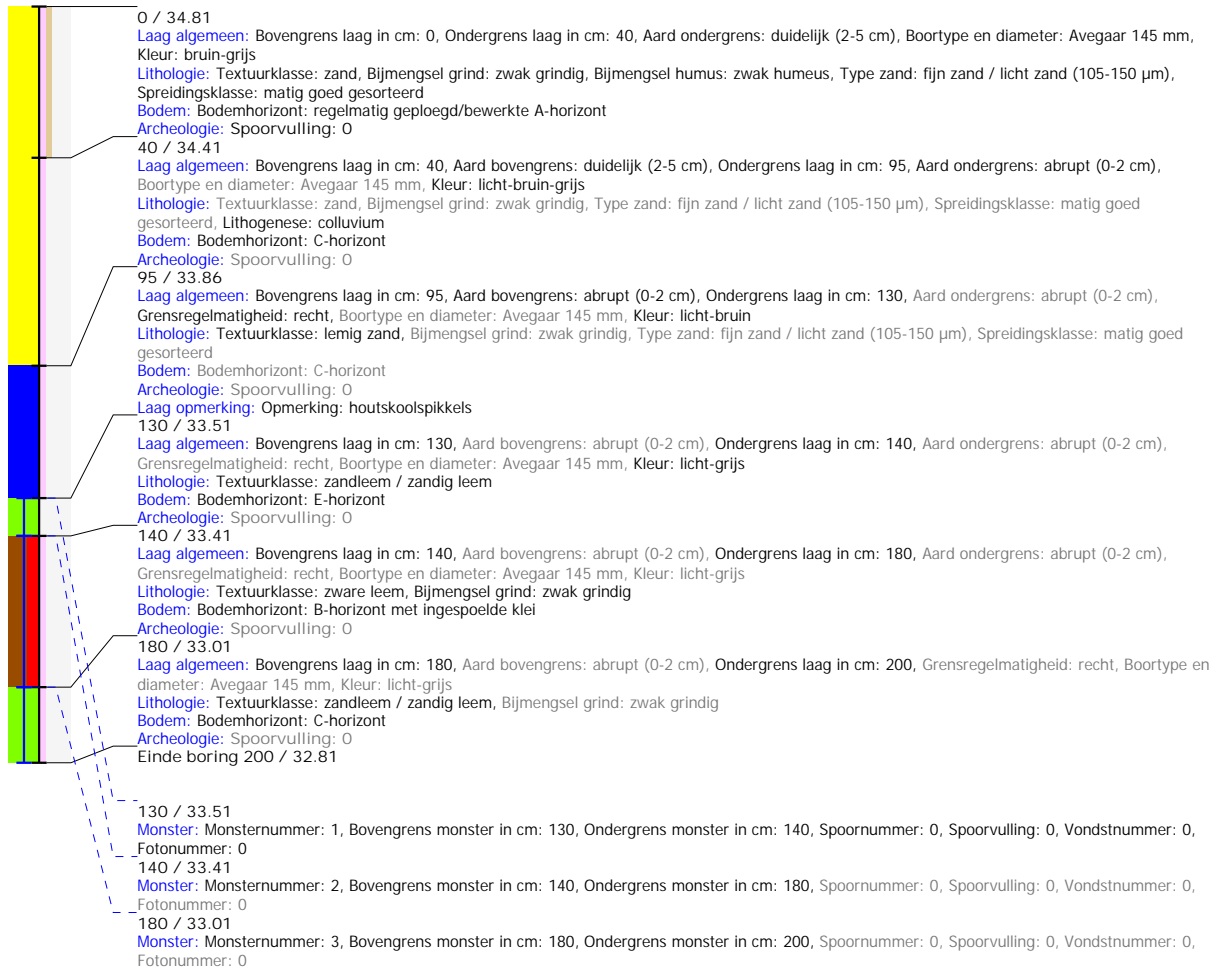 0 / 34.81
Laag algemeen: Bovengrens laag in cm: 0, Ondergrens laag in cm: 40, Aard ondergrens: duidelijk (2-5 cm), Boortype en diameter: Avegaar 145 mm,
Kleur: bruin-grijs
Lithologie: Textuurklasse: zand, Bijmengsel grind: zwak grindig, Bijmengsel humus: zwak humeus, Type zand: fijn zand / licht zand (105-150 µm),
Spreidingsklasse: matig goed gesorteerd
Bodem: Bodemhorizont: regelmatig geploegd/bewerkte A-horizont
Archeologie: Spoorvulling: 0
40 / 34.41
Laag algemeen: Bovengrens laag in cm: 40, Aard bovengrens: duidelijk (2-5 cm), Ondergrens laag in cm: 95, Aard ondergrens: abrupt (0-2 cm),
Boortype en diameter: Avegaar 145 mm, Kleur: licht-bruin-grijs
Lithologie: Textuurklasse: zand, Bijmengsel grind: zwak grindig, Type zand: fijn zand / licht zand (105-150 µm), Spreidingsklasse: matig goed
gesorteerd, Lithogenese: colluvium
Bodem: Bodemhorizont: C-horizont
Archeologie: Spoorvulling: 0
95 / 33.86
Laag algemeen: Bovengrens laag in cm: 95, Aard bovengrens: abrupt (0-2 cm), Ondergrens laag in cm: 130, Aard ondergrens: abrupt (0-2 cm),
Grensregelmatigheid: recht, Boortype en diameter: Avegaar 145 mm, Kleur: licht-bruin
Lithologie: Textuurklasse: lemig zand, Bijmengsel grind: zwak grindig, Type zand: fijn zand / licht zand (105-150 µm), Spreidingsklasse: matig goed
gesorteerd
Bodem: Bodemhorizont: C-horizont
Archeologie: Spoorvulling: 0
Laag opmerking: Opmerking: houtskoolspikkels
130 / 33.51
Laag algemeen: Bovengrens laag in cm: 130, Aard bovengrens: abrupt (0-2 cm), Ondergrens laag in cm: 140, Aard ondergrens: abrupt (0-2 cm),
Grensregelmatigheid: recht, Boortype en diameter: Avegaar 145 mm, Kleur: licht-grijs
Lithologie: Textuurklasse: zandleem / zandig leem
Bodem: Bodemhorizont: E-horizont
Archeologie: Spoorvulling: 0
140 / 33.41
Laag algemeen: Bovengrens laag in cm: 140, Aard bovengrens: abrupt (0-2 cm), Ondergrens laag in cm: 180, Aard ondergrens: abrupt (0-2 cm),
Grensregelmatigheid: recht, Boortype en diameter: Avegaar 145 mm, Kleur: licht-grijs
Lithologie: Textuurklasse: zware leem, Bijmengsel grind: zwak grindig
Bodem: Bodemhorizont: B-horizont met ingespoelde klei
Archeologie: Spoorvulling: 0
180 / 33.01
Laag algemeen: Bovengrens laag in cm: 180, Aard bovengrens: abrupt (0-2 cm), Ondergrens laag in cm: 200, Grensregelmatigheid: recht, Boortype en
diameter: Avegaar 145 mm, Kleur: licht-grijs
Lithologie: Textuurklasse: zandleem / zandig leem, Bijmengsel grind: zwak grindig
Bodem: Bodemhorizont: C-horizont
Archeologie: Spoorvulling: 0
Einde boring 200 / 32.81
130 / 33.51
Monster: Monsternummer: 1, Bovengrens monster in cm: 130, Ondergrens monster in cm: 140, Spoornummer: 0, Spoorvulling: 0, Vondstnummer: 0,
Fotonummer: 0
140 / 33.41
Monster: Monsternummer: 2, Bovengrens monster in cm: 140, Ondergrens monster in cm: 180, Spoornummer: 0, Spoorvulling: 0, Vondstnummer: 0,
Fotonummer: 0
180 / 33.01
Monster: Monsternummer: 3, Bovengrens monster in cm: 180, Ondergrens monster in cm: 200, Spoornummer: 0, Spoorvulling: 0, Vondstnummer: 0,
Fotonummer: 0